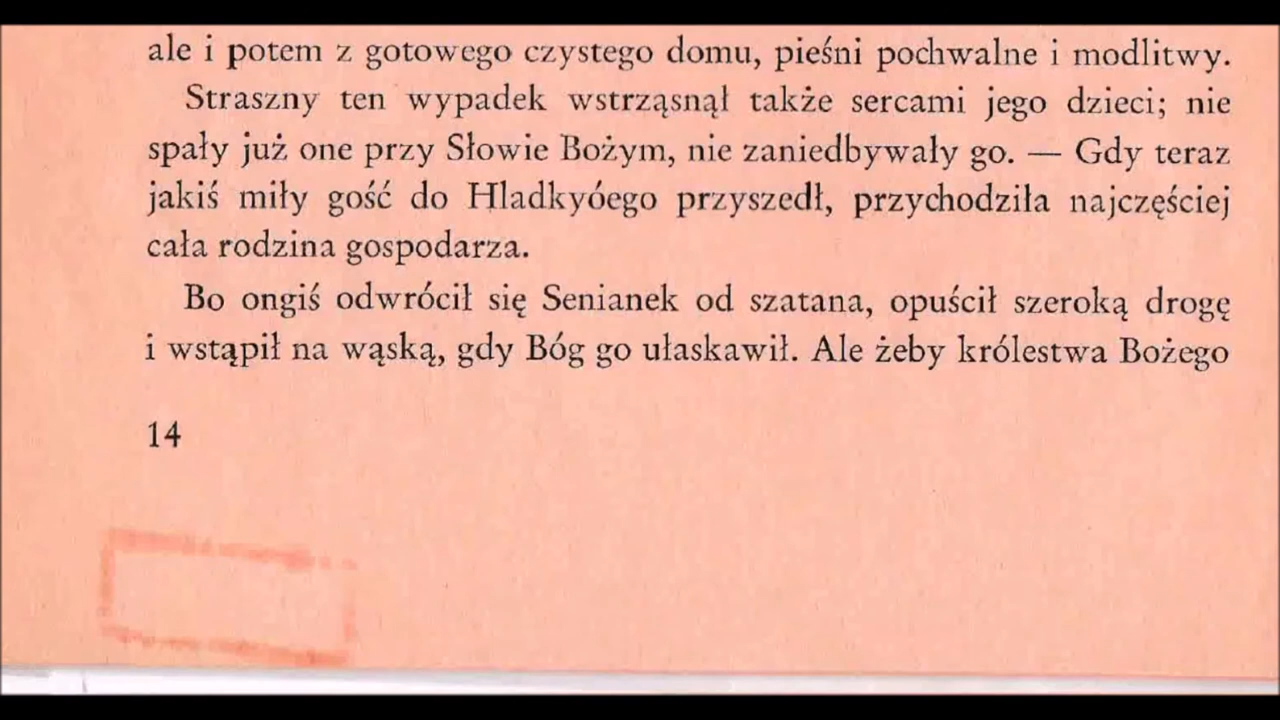 ale i potem z gotowego czystego domu, pieśni pochwalne i modlitwy.
Straszny ten wypadek wstrząsnął także sercami jego dzieci; nie
spały już one przy Słowie Bożym, nie zaniedbywały go. — Gdy teraz
jakiś miły gość do Hladkyóego przyszedł, przychodziła najczęściej
cała rodzina gospodarza.
Bo ongiś odwrócił się Senianek od szatana, opuścił szeroką drogę
i wstąpił na wąską, gdy Bóg go ułaskawił. Ale żeby królestwa Bożego
14